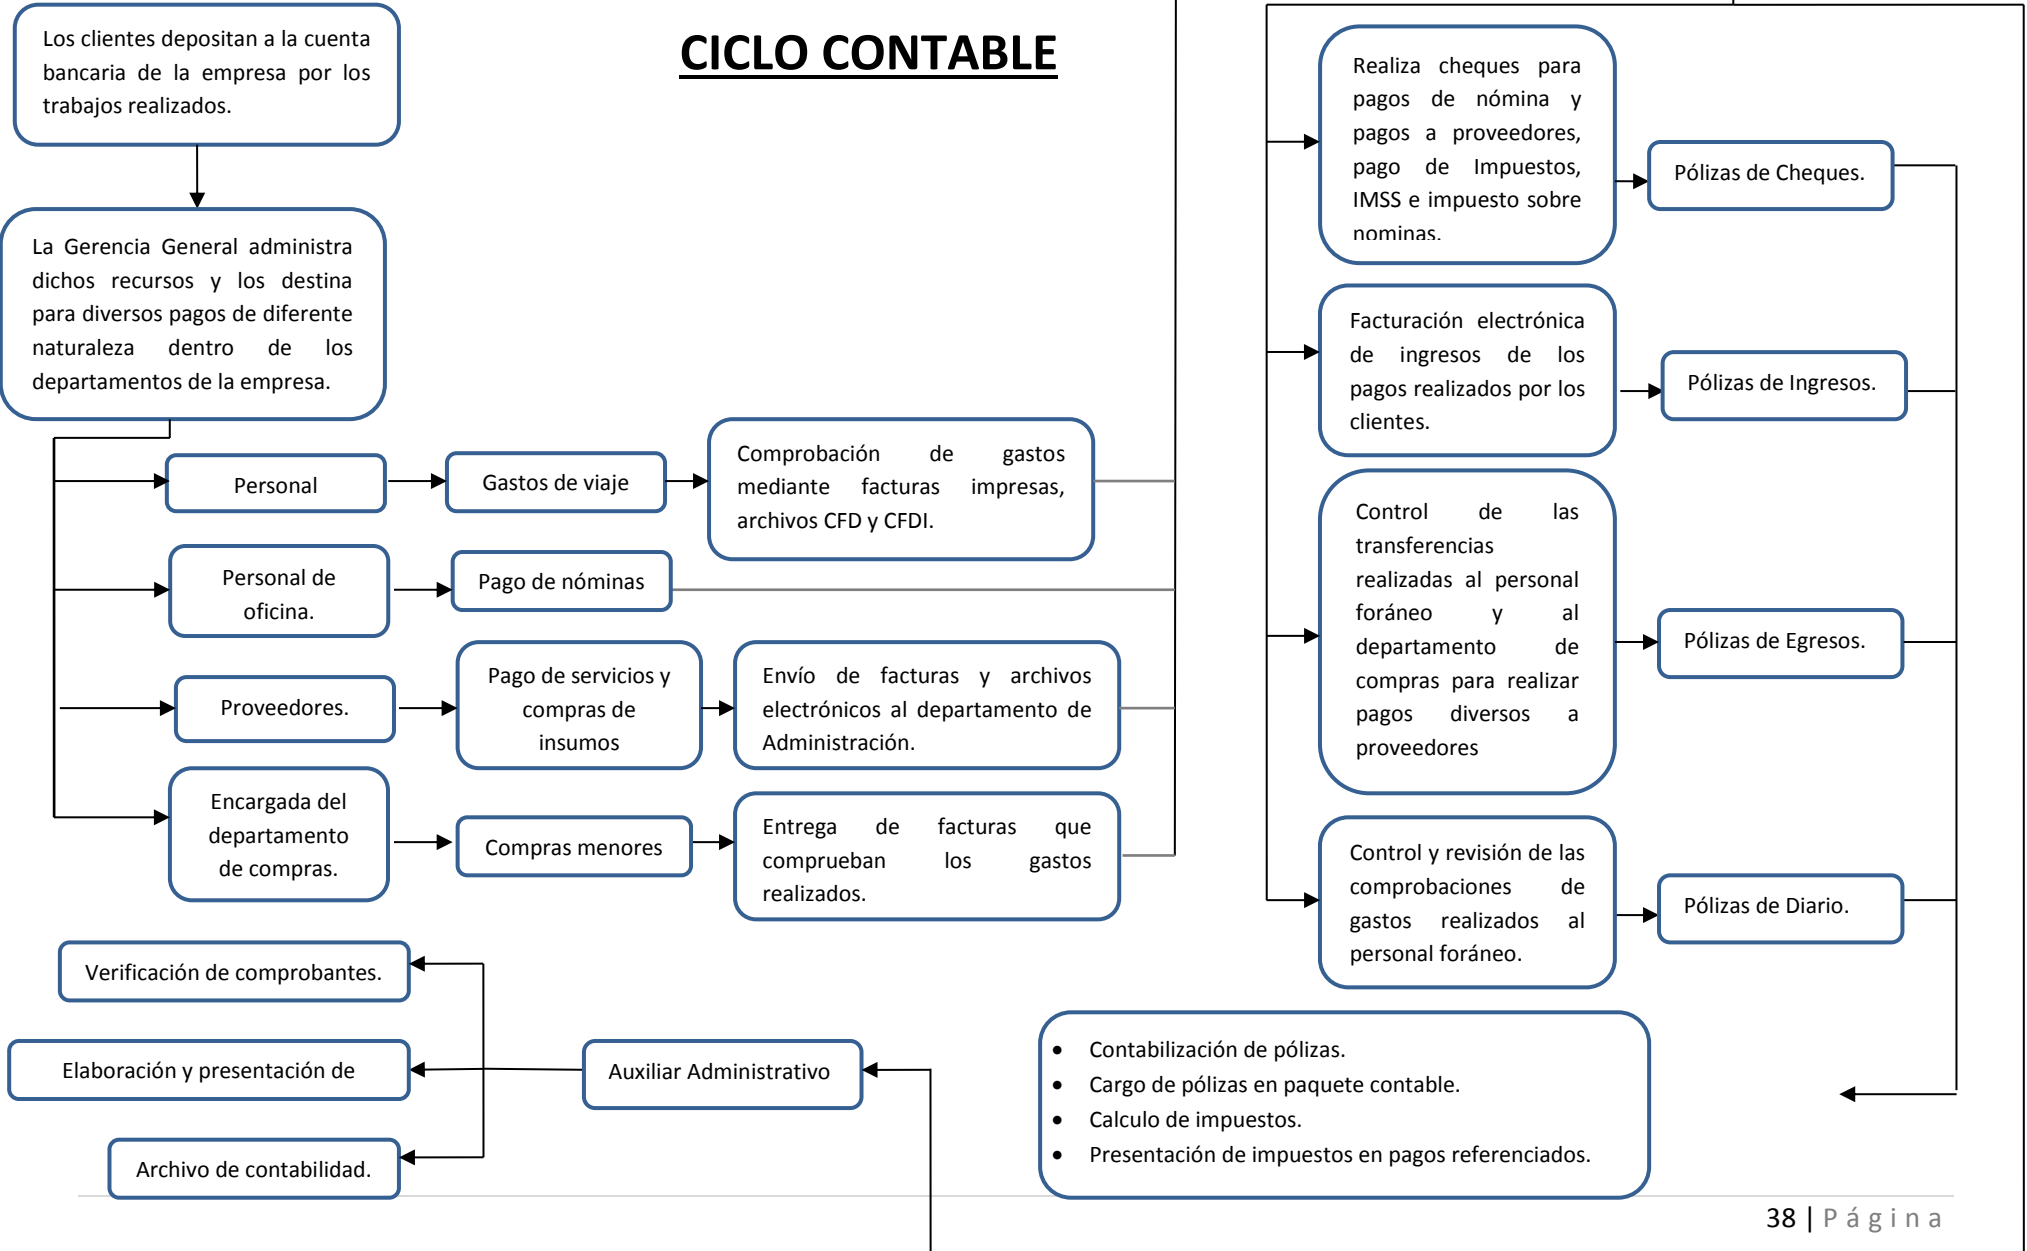 CICLO CONTABLE
Los clientes depositan a la cuenta
bancaria de la empresa por los
trabajos realizados.
La Gerencia General administra
dichos recursos y los destina
para diversos pagos de diferente
naturaleza dentro de los
departamentos de la empresa.
Personal
Gastos de viaje
Comprobación de gastos
mediante facturas impresas,
archivos CFD y CFDI.
Personal de
oficina.
Pago de nóminas
Proveedores.
Pago de servicios y
compras de
insumos
Envío de facturas y archivos
electrónicos al departamento de
Administración.
Encargada del
departamento
de compras.
Compras menores
Entrega de facturas que
comprueban los gastos
realizados.
Realiza cheques para
pagos de nómina y
pagos a proveedores,
pago de Impuestos,
IMSS e impuesto sobre
nominas.
Pólizas de Cheques.
Facturación electrónica
de ingresos de los
pagos realizados por los
clientes.
Pólizas de Ingresos.
Control de las
transferencias
realizadas al personal
foráneo y al
departamento de
compras para realizar
pagos diversos a
proveedores
Pólizas de Egresos.
Control y revisión de las
comprobaciones de
gastos realizados al
personal foráneo.
Pólizas de Diario.
• Contabilización de pólizas.
• Cargo de pólizas en paquete contable.
• Calculo de impuestos.
• Presentación de impuestos en pagos referenciados.
Auxiliar Administrativo
Verificación de comprobantes.
Elaboración y presentación de
Archivo de contabilidad.
38 | Página